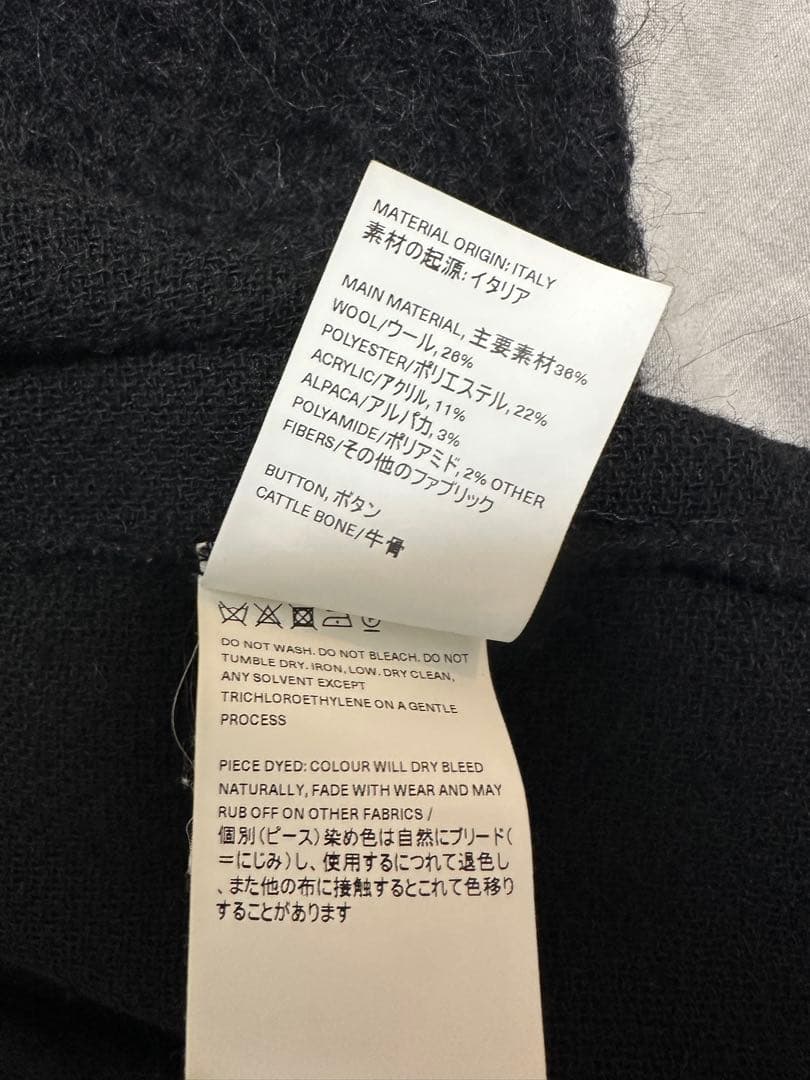 MATERIAL ORIGIN: ITALY
素材の起源: イタリア
MAIN MATERIAL, 主要素材36%
WOOL/ウール, 26%
POLYESTER/ポリエステル, 22%
ACRYLIC/アクリル, 11%
ALPACA/アルパカ, 3%
POLYAMIDE/ポリアミド, 2% OTHER
FIBERS/その他のファブリック
BUTTON, ボタン
CATTLE BONE/牛骨
DO NOT WASH. DO NOT BLEACH. DO NOT
TUMBLE DRY. IRON, LOW. DRY CLEAN,
ANY SOLVENT EXCEPT
TRICHLOROETHYLENE ON A GENTLE
PROCESS
PIECE DYED: COLOUR WILL DRY BLEED
NATURALLY, FADE WITH WEAR AND MAY
RUB OFF ON OTHER FABRICS /
個別(ピース)染め色は自然にブリード(
=にじみ)し、使用するにつれて退色し
、また他の布に接触するとこれて色移り
することがあります